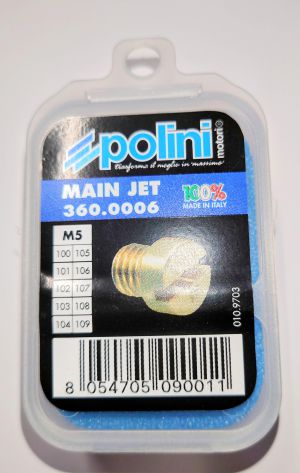 polini
motori®
trasforma il meglio in massimo
MAIN JET
360.0006
100%
MADE IN ITALY
M5
100 105
101 106
102 107
103 108
104 109
010.9703
8 054705 090011